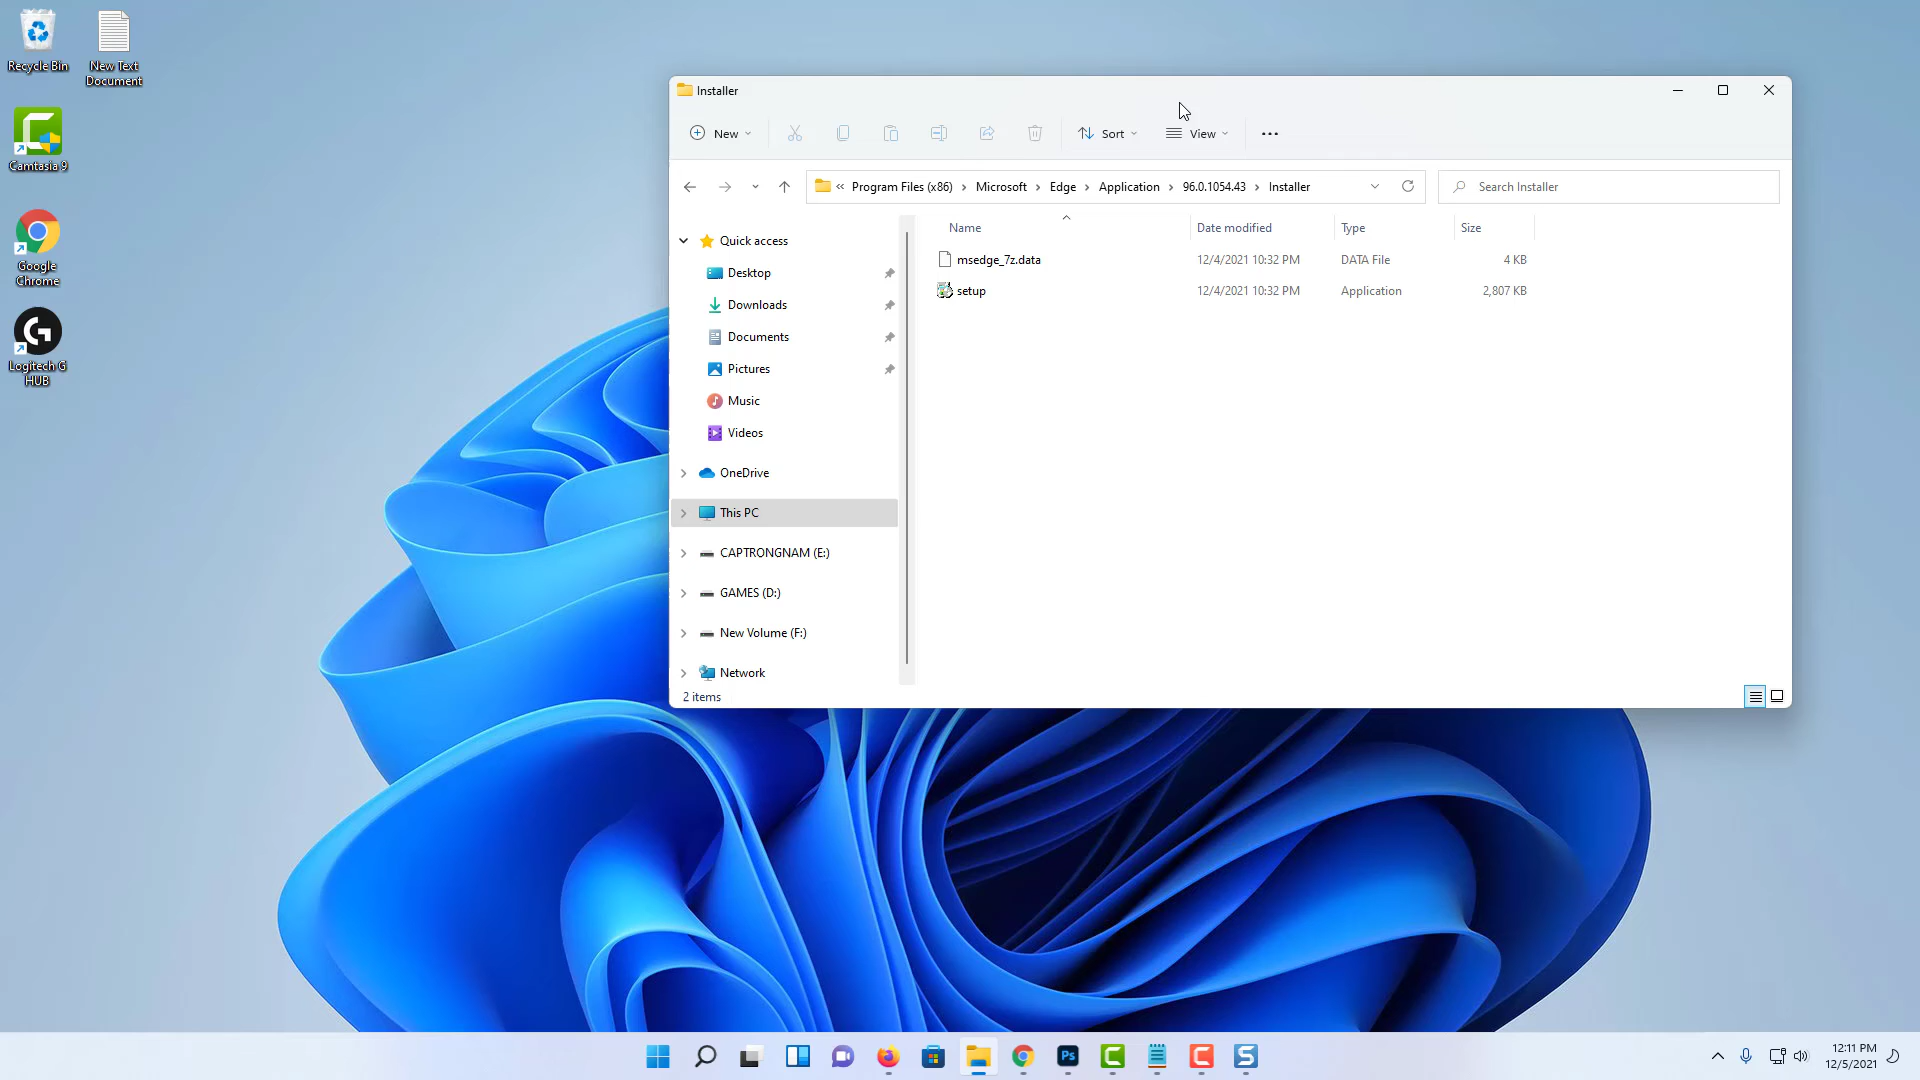 Recycle Bin
New Text
Document
Camtasia 9
Google
Chrome
Logitech G
HUB
Installer
New
Sort
View
« Program Files (x86) › Microsoft › Edge › Application › 96.0.1054.43 › Installer
Search Installer
Name Date modified Type Size
msedge_7z.data 12/4/2021 10:32 PM DATA File 4 KB
setup 12/4/2021 10:32 PM Application 2,807 KB
Quick access
Desktop
Downloads
Documents
Pictures
Music
Videos
OneDrive
This PC
CAPTRONGNAM (E:)
GAMES (D:)
New Volume (F:)
Network
2 items
Ps
12:11 PM
12/5/2021